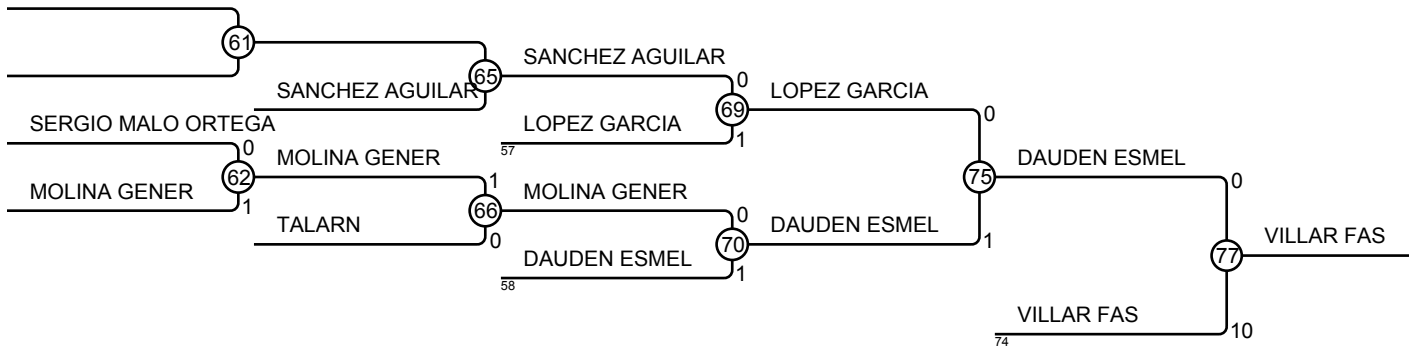 61
SANCHEZ AGUILAR
65
SANCHEZ AGUILAR
0
LOPEZ GARCIA
69
SERGIO MALO ORTEGA
LOPEZ GARCIA
0
57
1
0
MOLINA GENER
DAUDEN ESMEL
62
1
75
MOLINA GENER
MOLINA GENER
0
1
66
0
TALARN
DAUDEN ESMEL
VILLAR FAS
0
70
1
77
DAUDEN ESMEL
58
1
VILLAR FAS
10
74